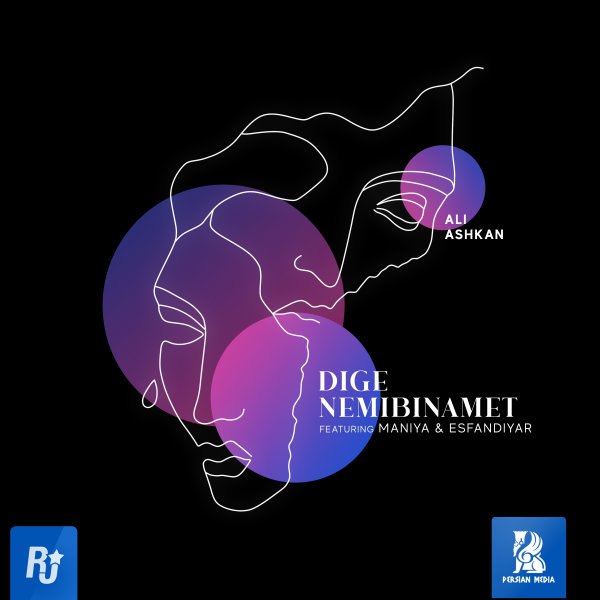 ALI
ASHKAN
DIGE
NEMIBINAMET
FEATURING MANIYA & ESFANDIYAR
RJ
PERSIAN MEDIA